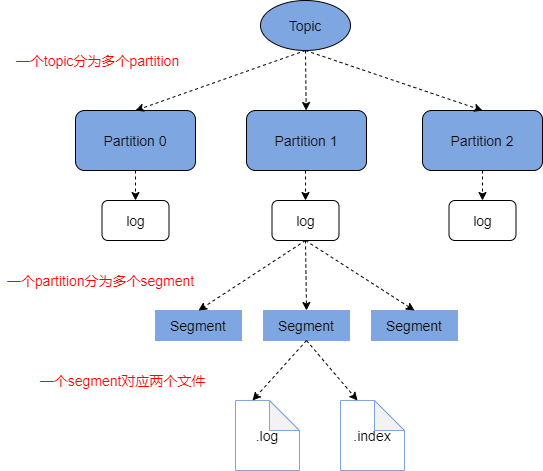 Topic
一个topic分为多个partition
Partition 0
Partition 1
Partition 2
log
log
log
一个partition分为多个segment
Segment
Segment
Segment
一个segment对应两个文件
.log
.index